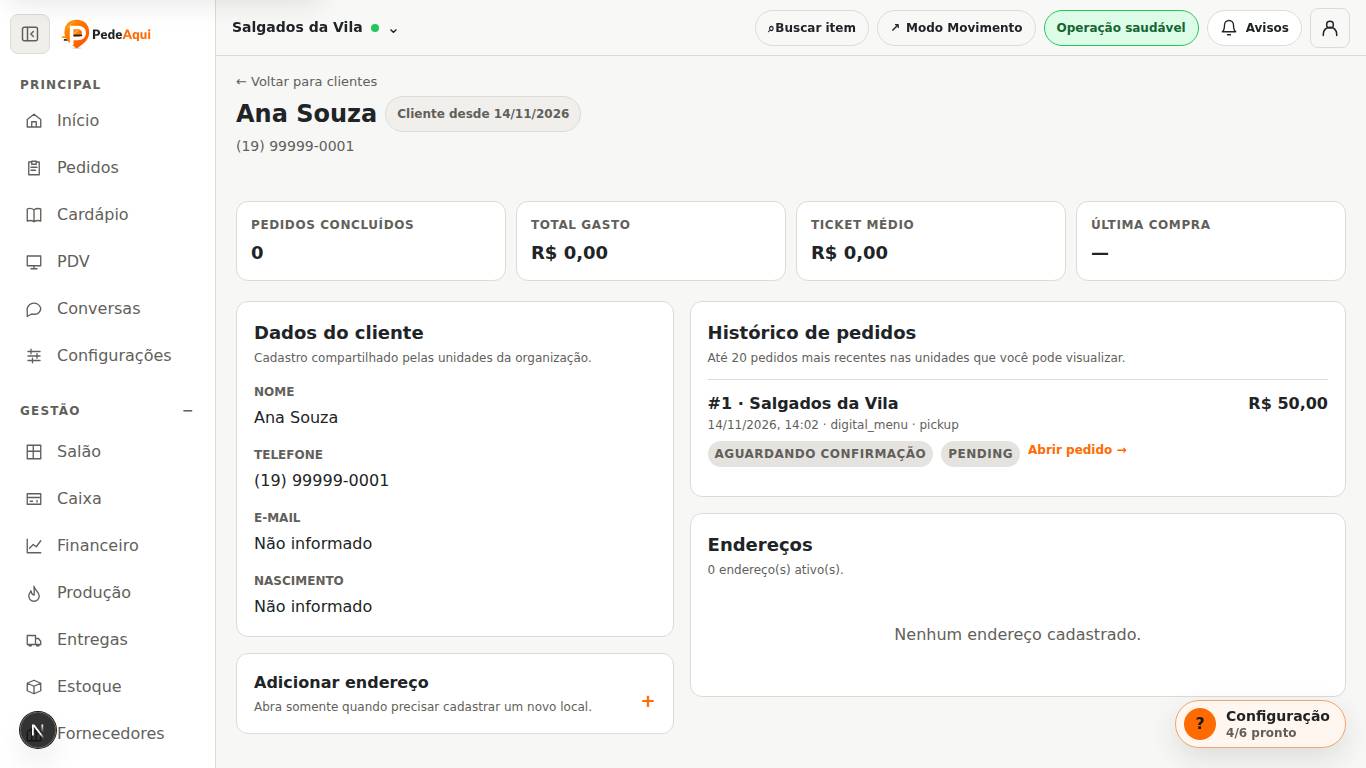 PedeAqui
PRINCIPAL
Início
Pedidos
Cardápio
PDV
Conversas
Configurações
GESTÃO −
Salão
Caixa
Financeiro
Produção
Entregas
Estoque
Fornecedores
N
Salgados da Vila
Buscar item
↗ Modo Movimento
Operação saudável
Avisos
← Voltar para clientes
Ana Souza
Cliente desde 14/11/2026
(19) 99999-0001
PEDIDOS CONCLUÍDOS
0
TOTAL GASTO
R$ 0,00
TICKET MÉDIO
R$ 0,00
ÚLTIMA COMPRA
—
Dados do cliente
Cadastro compartilhado pelas unidades da organização.
NOME
Ana Souza
TELEFONE
(19) 99999-0001
E-MAIL
Não informado
NASCIMENTO
Não informado
Adicionar endereço
Abra somente quando precisar cadastrar um novo local.
+
Histórico de pedidos
Até 20 pedidos mais recentes nas unidades que você pode visualizar.
#1 · Salgados da Vila R$ 50,00
14/11/2026, 14:02 · digital_menu · pickup
AGUARDANDO CONFIRMAÇÃO PENDING Abrir pedido →
Endereços
0 endereço(s) ativo(s).
Nenhum endereço cadastrado.
?
Configuração
4/6 pronto